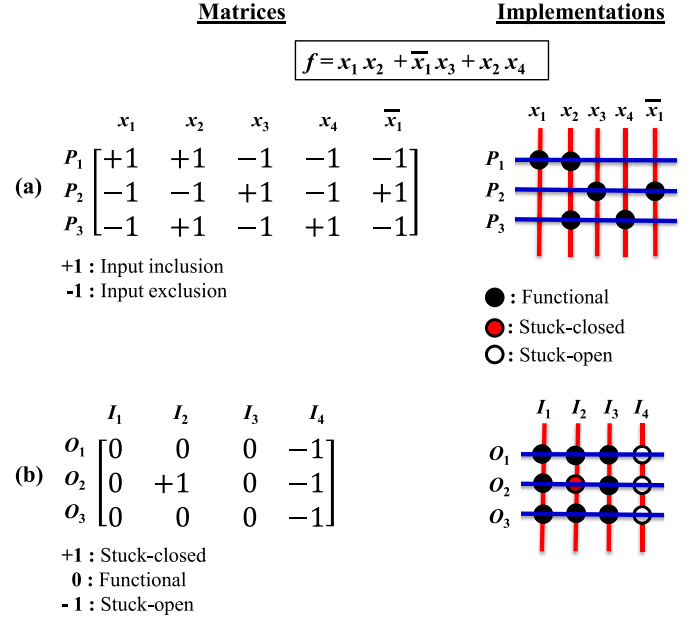 Matrices Implementations
f = x₁ x₂ + x̅₁ x₃ + x₂ x₄
(a)
x₁ x₂ x₃ x₄ x̅₁
P₁ [+1 +1 −1 −1 −1]
P₂ −1 −1 +1 −1 +1
P₃ −1 +1 −1 +1 −1
+1 : Input inclusion
-1 : Input exclusion
x₁ x₂ x₃ x₄ x̅₁
P₁
P₂
P₃
: Functional
: Stuck-closed
: Stuck-open
(b)
I₁ I₂ I₃ I₄
O₁ [0 0 0 −1]
O₂ 0 +1 0 −1
O₃ 0 0 0 −1
+1 : Stuck-closed
0 : Functional
- 1 : Stuck-open
I₁ I₂ I₃ I₄
O₁
O₂
O₃